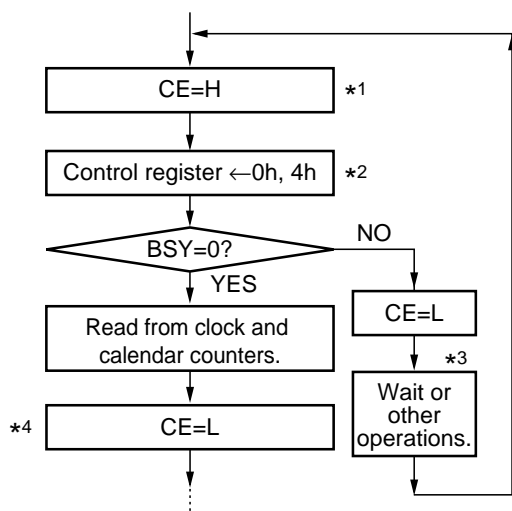 CE=H *1
Control register ←0h, 4h *2
BSY=0?
NO
YES
Read from clock and
calendar counters.
*4 CE=L
CE=L
*3
Wait or
other
operations.